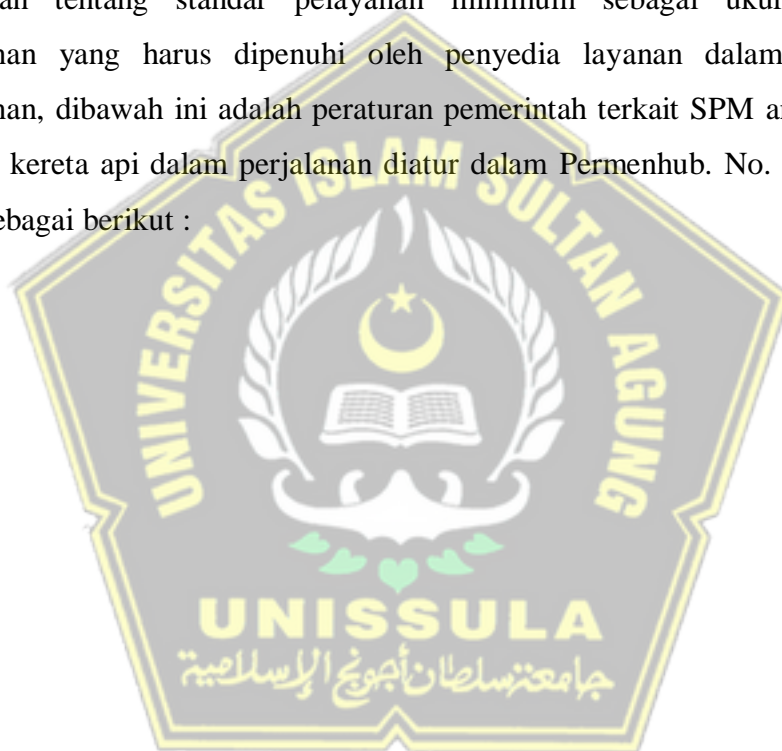 an tentang standar pelayanan minimum sebagai uku
nan yang harus dipenuhi oleh penyedia layanan dalam
nan, dibawah ini adalah peraturan pemerintah terkait SPM a
kereta api dalam perjalanan diatur dalam Permenhub. No.
ebagai berikut :
UNIVERSITAS ISLAM SULTAN AGUNG
UNISSULA
جامعة سلطان أجونج الإسلامية